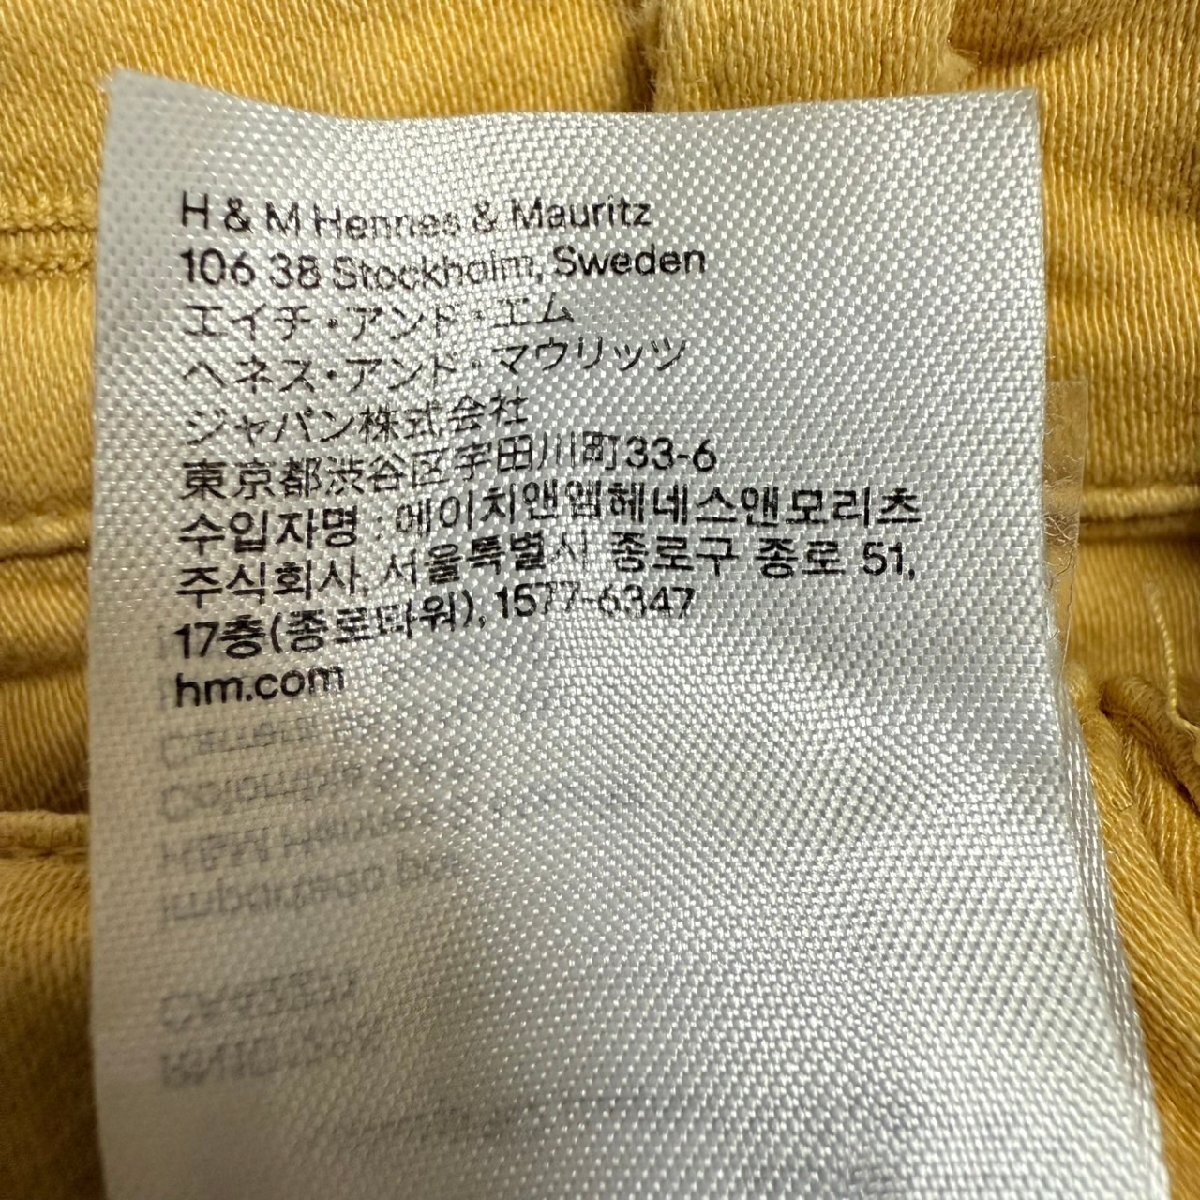 H & M Hennes & Mauritz
106 38 Stockholm, Sweden
エイチ・アンド・エム
ヘネス・アンド・マウリッツ
ジャパン株式会社
東京都渋谷区宇田川町33-6
수입자명 : 에이치앤엠헤네스앤모리츠
주식회사, 서울특별시 종로구 종로 51,
17층(종로타워), 1577-6347
hm.com